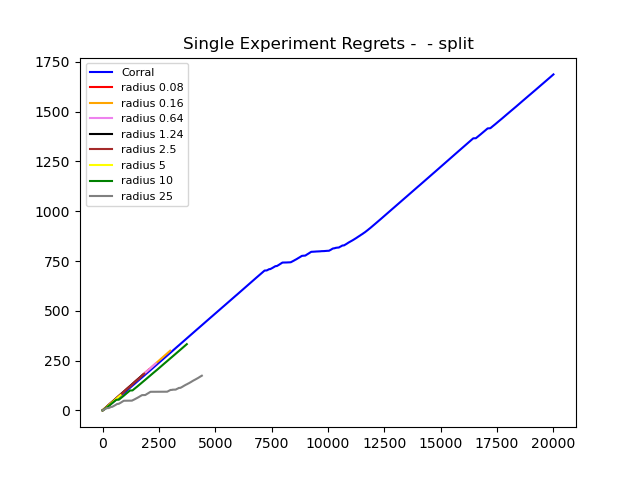 Single Experiment Regrets -  - split
1750
1500
1250
1000
750
500
250
0
Corral
radius 0.08
radius 0.16
radius 0.64
radius 1.24
radius 2.5
radius 5
radius 10
radius 25
0 2500 5000 7500 10000 12500 15000 17500 20000